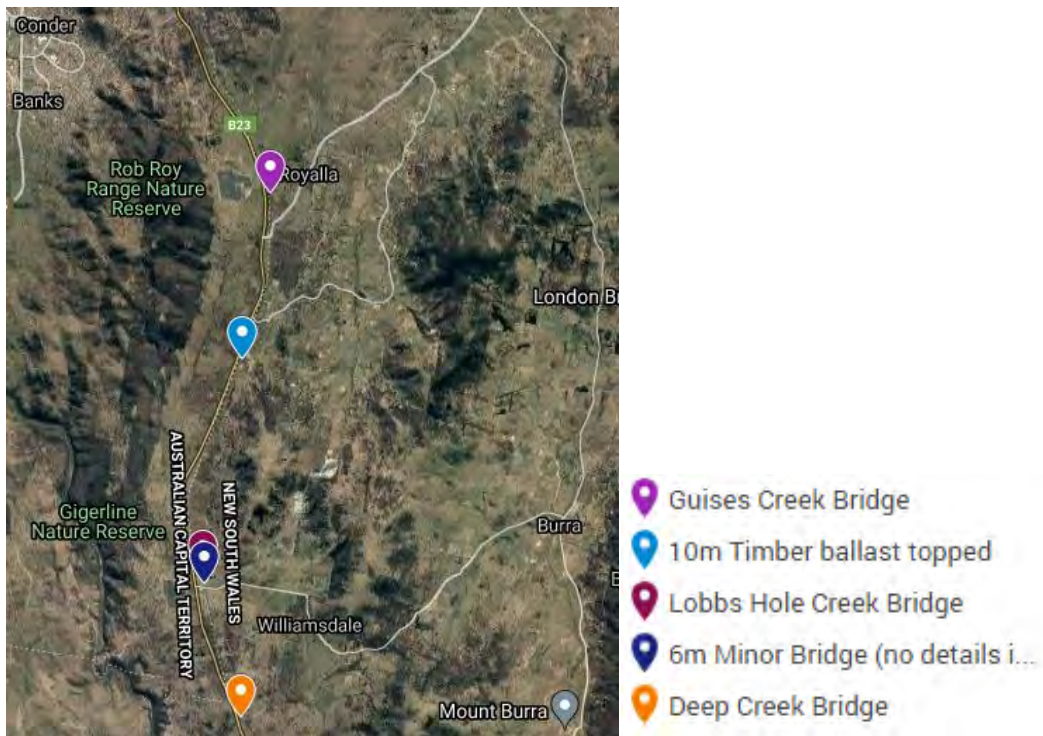 Conder
Banks
B23
Rob Roy
Range Nature
Reserve
Royalla
London B
AUSTRALIAN CAPITAL TERRITORY
NEW SOUTH WALES
Gigerline
Nature Reserve
Burra
Williamsdale
Mount Burra
Guises Creek Bridge
10m Timber ballast topped
Lobbs Hole Creek Bridge
6m Minor Bridge (no details i...
Deep Creek Bridge